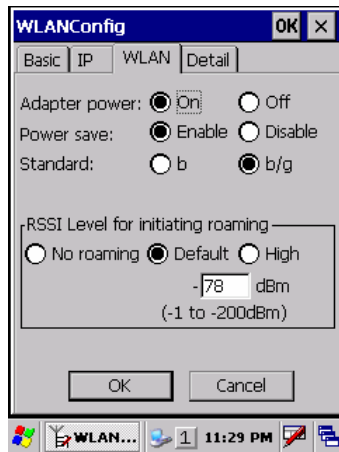 WLANConfig OK ×
Basic IP WLAN Detail
Adapter power: On Off
Power save: Enable Disable
Standard: b b/g
RSSI Level for initiating roaming
No roaming Default High
-78 dBm
(-1 to -200dBm)
OK Cancel
WLAN... 1 11:29 PM